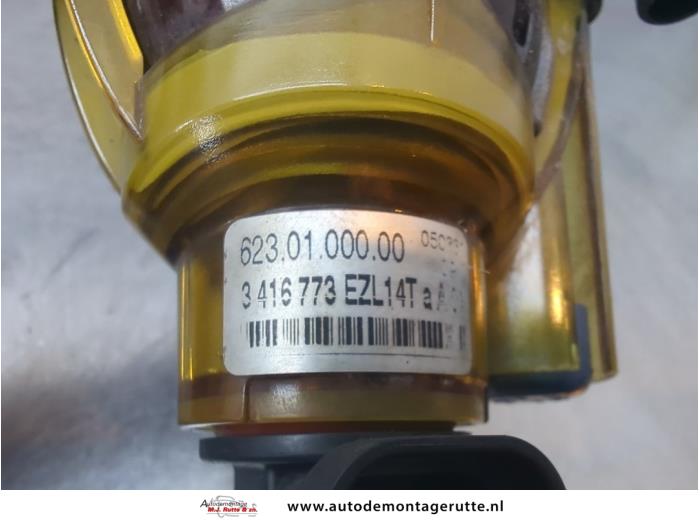 623.01.000.00
3 416 773 EZL14T a
Autodemontage
M.J. Rutte & zn.
www.autodemontagerutte.nl